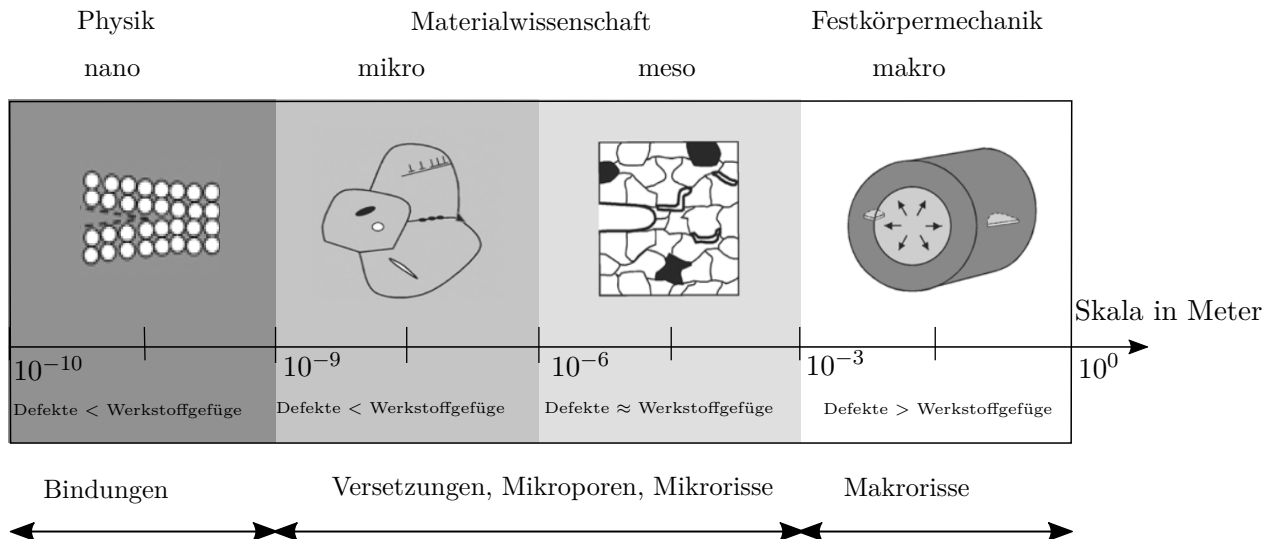 Physik Materialwissenschaft Festkörpermechanik
nano mikro meso makro
Skala in Meter
10⁻¹⁰ 10⁻⁹ 10⁻⁶ 10⁻³ 10⁰
Defekte < Werkstoffgefüge Defekte < Werkstoffgefüge Defekte ≈ Werkstoffgefüge Defekte > Werkstoffgefüge
Bindungen Versetzungen, Mikroporen, Mikrorisse Makrorisse